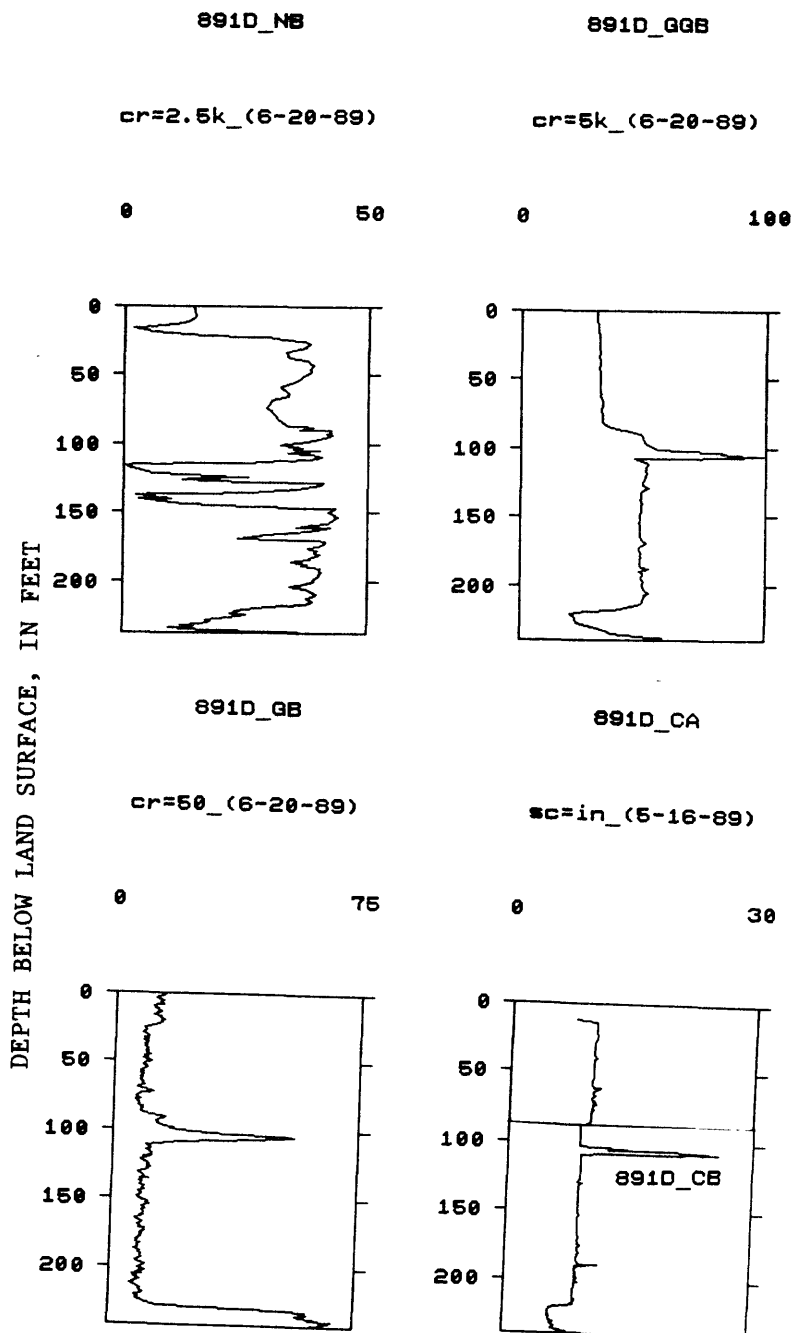 891D_NB
cr=2.5k_(6-20-89)
0 50
0
50
100
150
200
891D_GGB
cr=5k_(6-20-89)
0 100
0
50
100
150
200
891D_GB
cr=50_(6-20-89)
0 75
0
50
100
150
200
891D_CA
sc=in_(5-16-89)
0 30
0
50
100
891D_CB
150
200
DEPTH BELOW LAND SURFACE, IN FEET